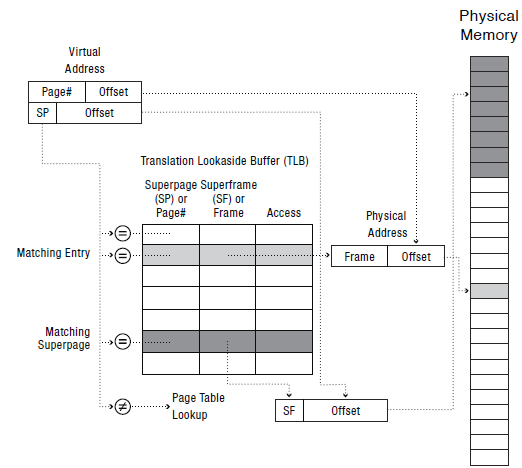 Physical
Memory
Virtual
Address
Page# Offset
SP Offset
Translation Lookaside Buffer (TLB)
Superpage Superframe
(SP) or (SF) or
Page# Frame Access
=
Matching Entry =
Physical
Address
Frame Offset
Matching
Superpage =
≠ Page Table
Lookup
SF Offset